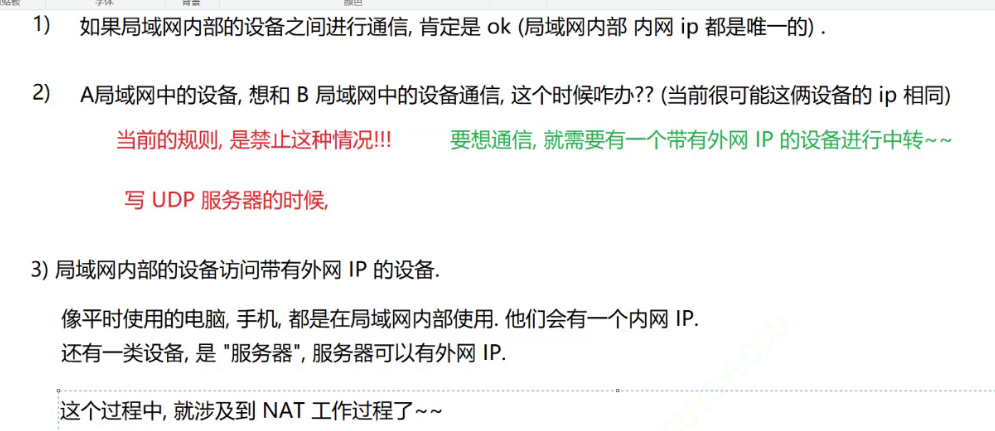 字体
背景
颜色
1) 如果局域网内部的设备之间进行通信, 肯定是 ok (局域网内部 内网 ip 都是唯一的) .
2) A局域网中的设备, 想和 B 局域网中的设备通信, 这个时候咋办?? (当前很可能这俩设备的 ip 相同)
当前的规则, 是禁止这种情况!!! 要想通信, 就需要有一个带有外网 IP 的设备进行中转~~
写 UDP 服务器的时候,
3) 局域网内部的设备访问带有外网 IP 的设备.
像平时使用的电脑, 手机, 都是在局域网内部使用. 他们会有一个内网 IP.
还有一类设备, 是 "服务器", 服务器可以有外网 IP.
这个过程中, 就涉及到 NAT 工作过程了~~